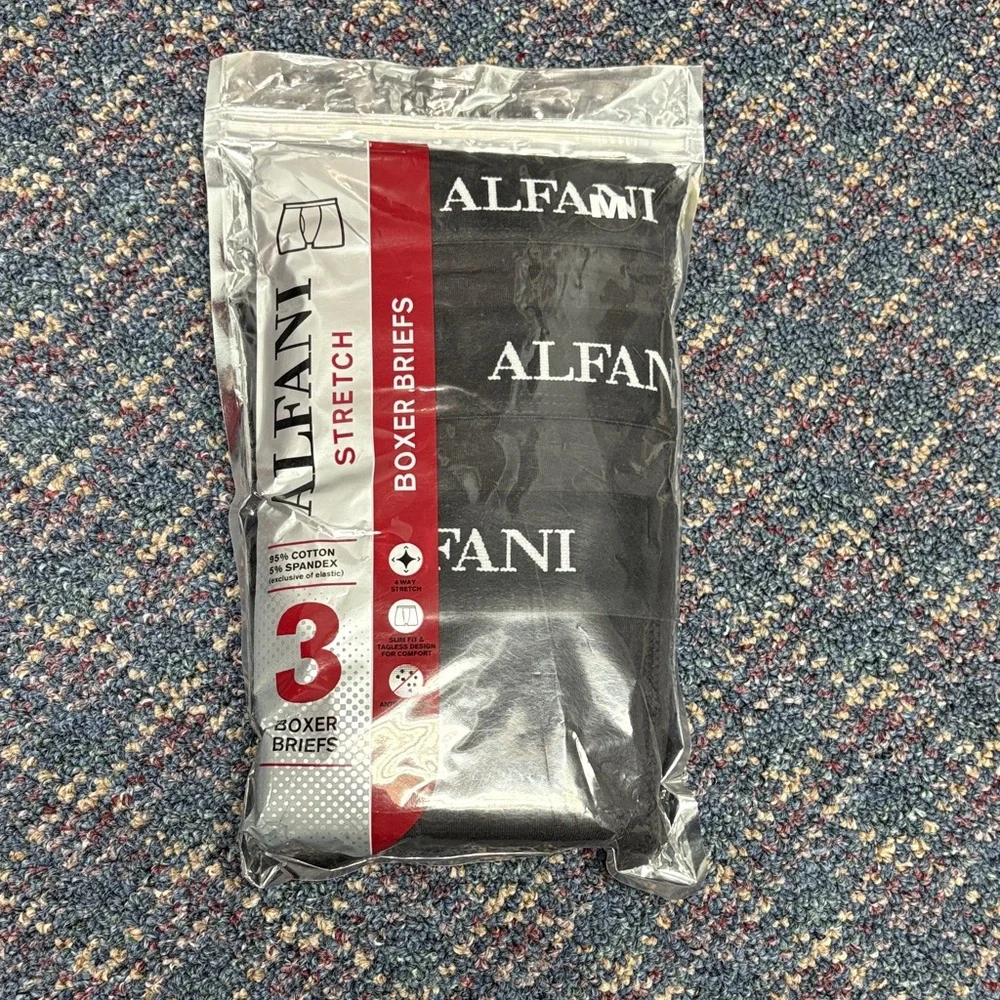 ALFANI
STRETCH
95% COTTON
5% SPANDEX
(exclusive of elastic)
3
BOXER
BRIEFS
BOXER BRIEFS
4 WAY
STRETCH
SLIM FIT &
TAGLESS DESIGN
FOR COMFORT
ALFANI
M
ALFAN
FANI